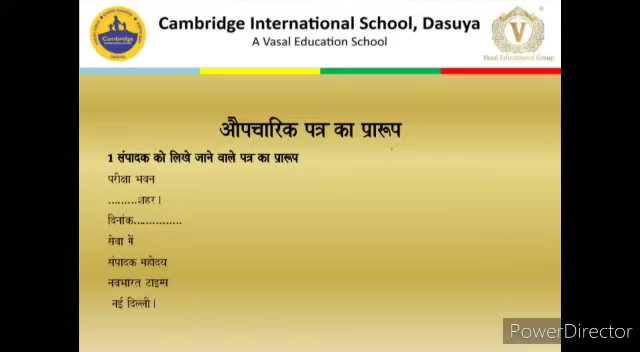 Cambridge International School, Dasuya
A Vasal Education School
Cambridge
V
Vasal Educational Group
औपचारिक पत्र का प्रारूप
1 संपादक को लिखे जाने वाले पत्र का प्रारूप
परीक्षा भवन
.........शहर।
दिनांक..............
सेवा में
संपादक महोदय
नवभारत टाइम्स
नई दिल्ली।
PowerDirector